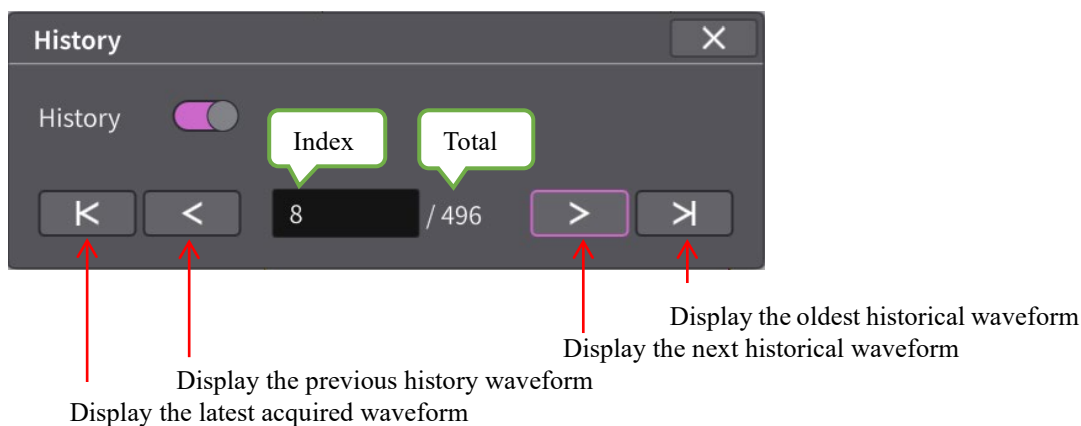 History
History
Index
Total
8
/ 496
Display the oldest historical waveform
Display the next historical waveform
Display the previous history waveform
Display the latest acquired waveform